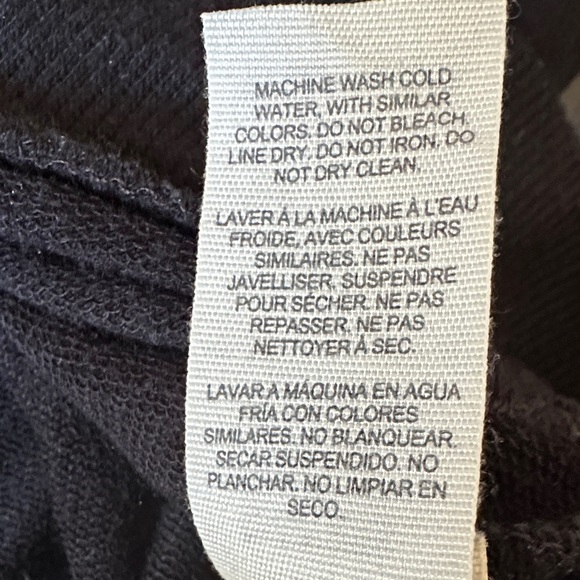 MACHINE WASH COLD
WATER, WITH SIMILAR
COLORS. DO NOT BLEACH.
LINE DRY. DO NOT IRON. DO
NOT DRY CLEAN.
LAVER À LA MACHINE À L'EAU
FROIDE, AVEC COULEURS
SIMILAIRES. NE PAS
JAVELLISER. SUSPENDRE
POUR SÉCHER. NE PAS
REPASSER. NE PAS
NETTOYER À SEC.
LAVAR A MÁQUINA EN AGUA
FRÍA CON COLORES
SIMILARES. NO BLANQUEAR.
SECAR SUSPENDIDO. NO
PLANCHAR. NO LIMPIAR EN
SECO.